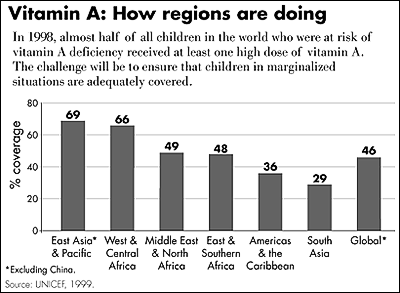 Vitamin A: How regions are doing
In 1998, almost half of all children in the world who were at risk of
vitamin A deficiency received at least one high dose of vitamin A.
The challenge will be to ensure that children in marginalized
situations are adequately covered.
% coverage
80
60
40
20
0
69
66
49
48
36
29
46
East Asia*
& Pacific
West &
Central
Africa
Middle East
& North
Africa
East &
Southern
Africa
Americas
& the
Caribbean
South
Asia
Global*
*Excluding China.
Source: UNICEF, 1999.